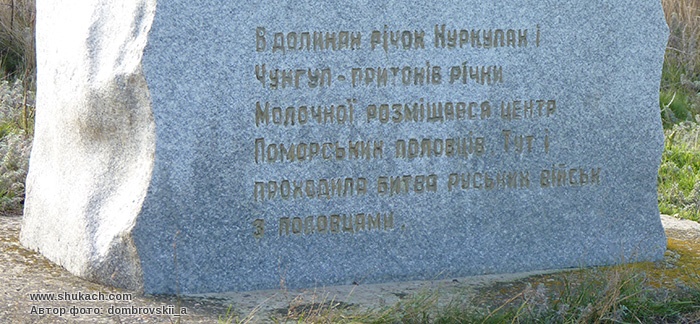 В долинах річок Куркулак і
Чунгул - притоків річки
Молочної розміщався центр
Поморських половців. Тут і
проходила битва руських військ
з половцами.
www.shukach.com
Автор фото: dombrovskii_a